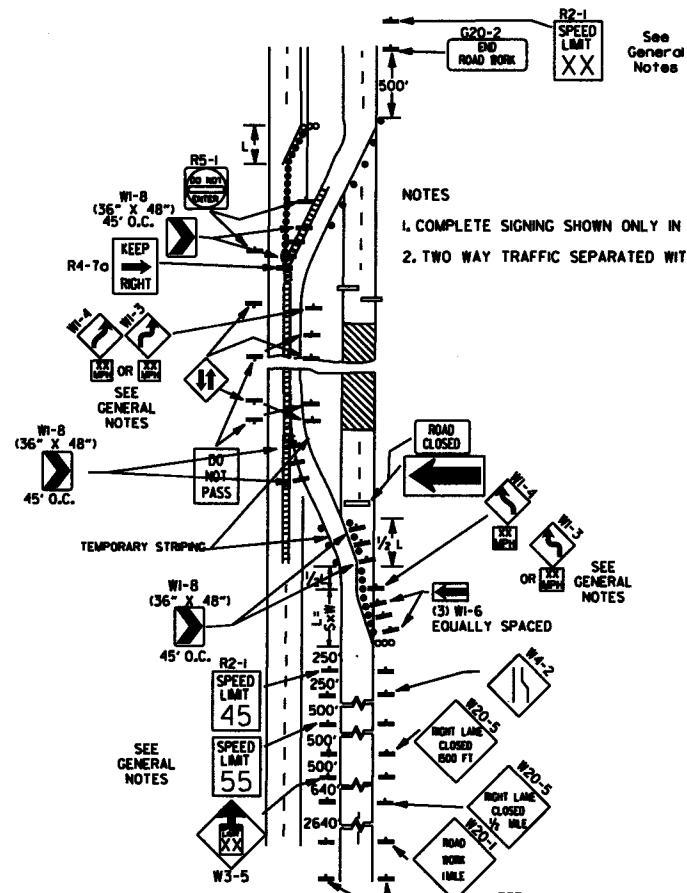 R2-1
SPEED
LIMIT
XX
See
General
Notes
G20-2
END
ROAD WORK
500'
L
R5-1
DO NOT
ENTER
W1-8
(36" X 48")
45' O.C.
KEEP
RIGHT
R4-7a
NOTES
1. COMPLETE SIGNING SHOWN ONLY IN
2. TWO WAY TRAFFIC SEPARATED WIT
W1-4
W1-3
XX
MPH
OR
XX
MPH
SEE
GENERAL
NOTES
W1-8
(36" X 48")
45' O.C.
DO
NOT
PASS
ROAD
CLOSED
W1-4
XX
MPH
W1-3
OR
XX
MPH
SEE
GENERAL
NOTES
TEMPORARY STRIPING
1/2 L
1/2 L
L=
SxW
W1-8
(36" X 48")
45' O.C.
(3) W1-6
EQUALLY SPACED
R2-1
SPEED
LIMIT
45
250'
250'
500'
500'
500'
640'
2640'
W4-2
SEE
GENERAL
NOTES
SPEED
LIMIT
55
W20-5
RIGHT LANE
CLOSED
1500 FT
W20-5
RIGHT LANE
CLOSED
1/2 MILE
XX
W3-5
W20-1
ROAD
WORK
1 MILE